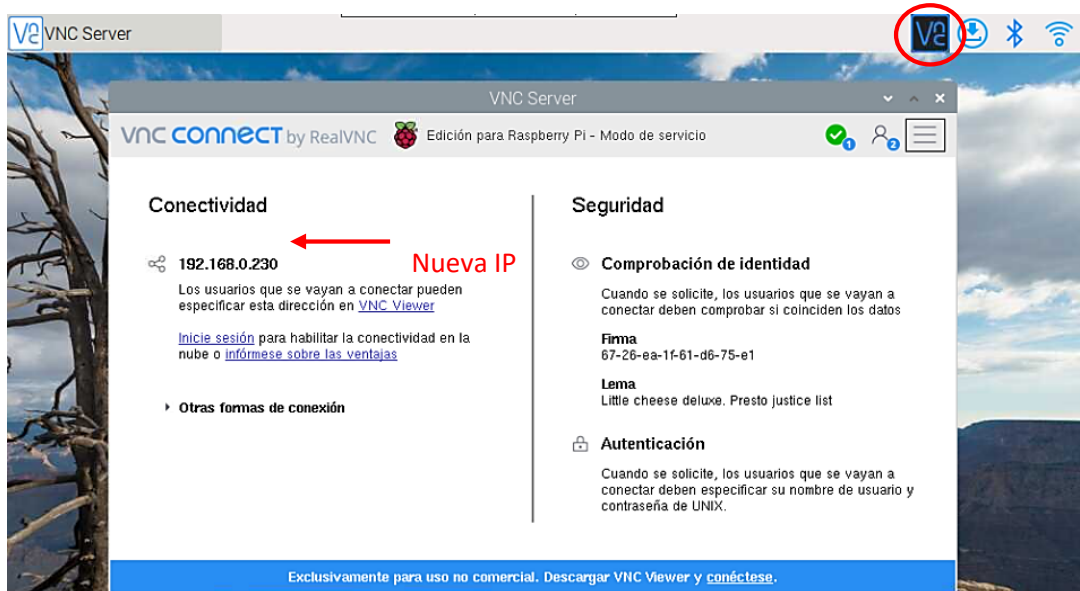 VNC Server
VNC Server
VNC CONNECT by RealVNC Edición para Raspberry Pi - Modo de servicio 1 2
Conectividad
192.168.0.230
Nueva IP
Los usuarios que se vayan a conectar pueden
especificar esta dirección en VNC Viewer
Inicie sesión para habilitar la conectividad en la
nube o infórmese sobre las ventajas
Otras formas de conexión
Seguridad
Comprobación de identidad
Cuando se solicite, los usuarios que se vayan a
conectar deben comprobar si coinciden los datos
Firma
67-26-ea-1f-61-d6-75-e1
Lema
Little cheese deluxe. Presto justice list
Autenticación
Cuando se solicite, los usuarios que se vayan a
conectar deben especificar su nombre de usuario y
contraseña de UNIX.
Exclusivamente para uso no comercial. Descargar VNC Viewer y conéctese.